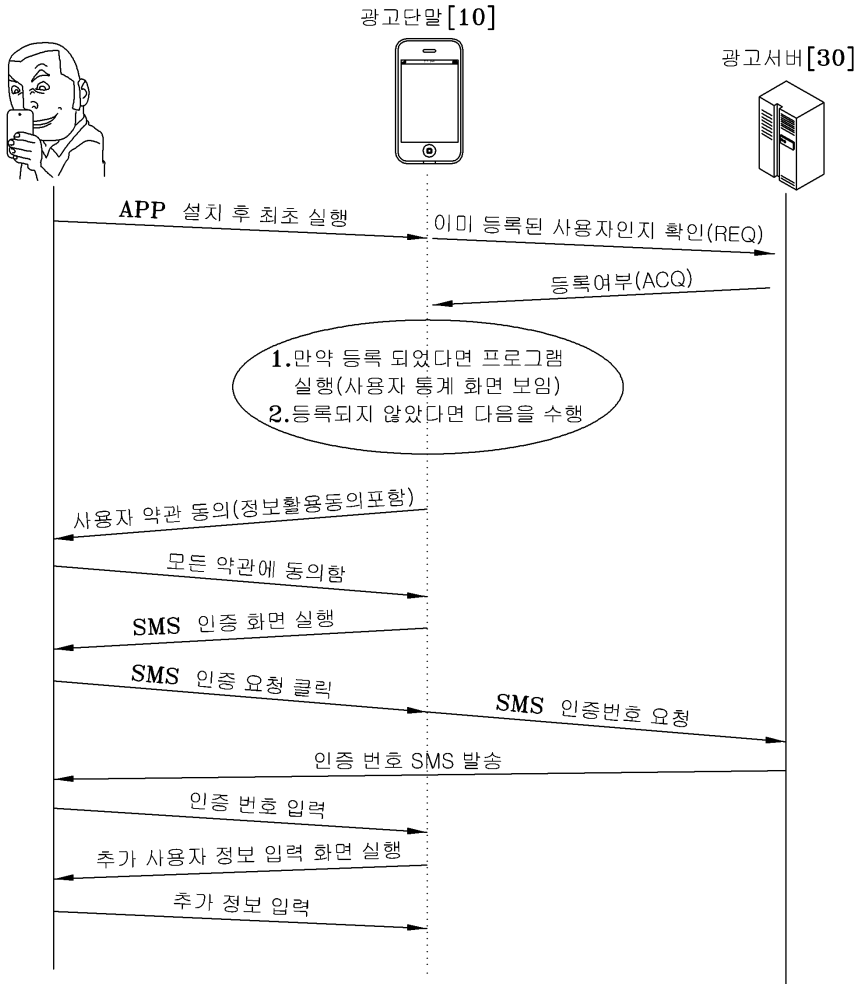 광고단말[10]
광고서버[30]
APP 설치 후 최초 실행
이미 등록된 사용자인지 확인(REQ)
등록여부(ACQ)
1.만약 등록 되었다면 프로그램
실행(사용자 통계 화면 보임)
2.등록되지 않았다면 다음을 수행
사용자 약관 동의(정보활용동의포함)
모든 약관에 동의함
SMS 인증 화면 실행
SMS 인증 요청 클릭
SMS 인증번호 요청
인증 번호 SMS 발송
인증 번호 입력
추가 사용자 정보 입력 화면 실행
추가 정보 입력